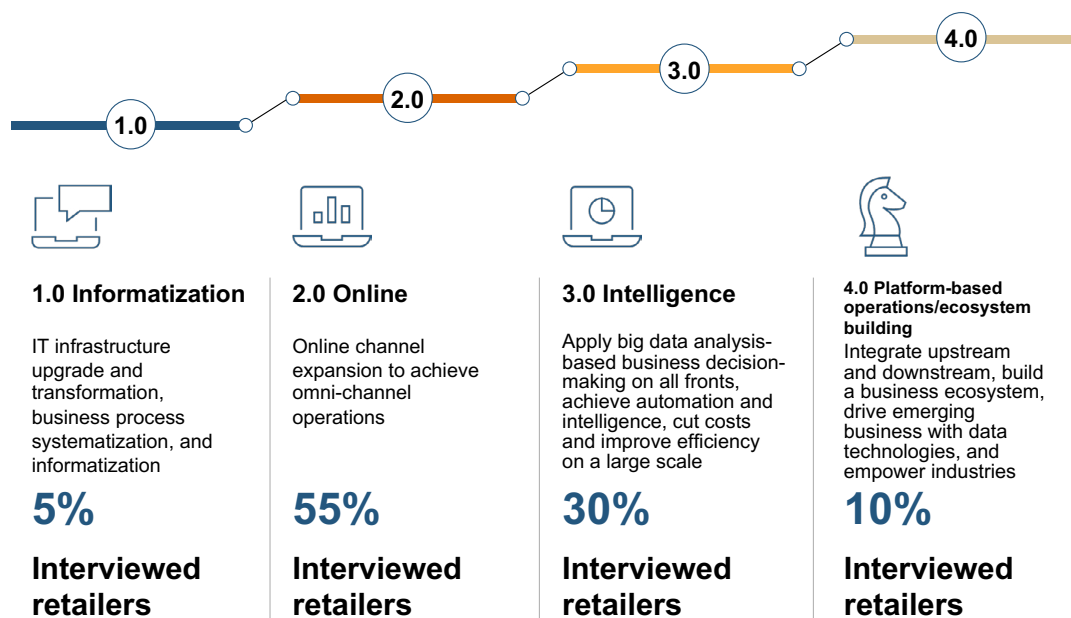 1.0
2.0
3.0
4.0
1.0 Informatization
IT infrastructure
upgrade and
transformation,
business process
systematization, and
informatization
5%
Interviewed
retailers
2.0 Online
Online channel
expansion to achieve
omni-channel
operations
55%
Interviewed
retailers
3.0 Intelligence
Apply big data analysis-
based business decision-
making on all fronts,
achieve automation and
intelligence, cut costs
and improve efficiency
on a large scale
30%
Interviewed
retailers
4.0 Platform-based
operations/ecosystem
building
Integrate upstream
and downstream, build
a business ecosystem,
drive emerging
business with data
technologies, and
empower industries
10%
Interviewed
retailers